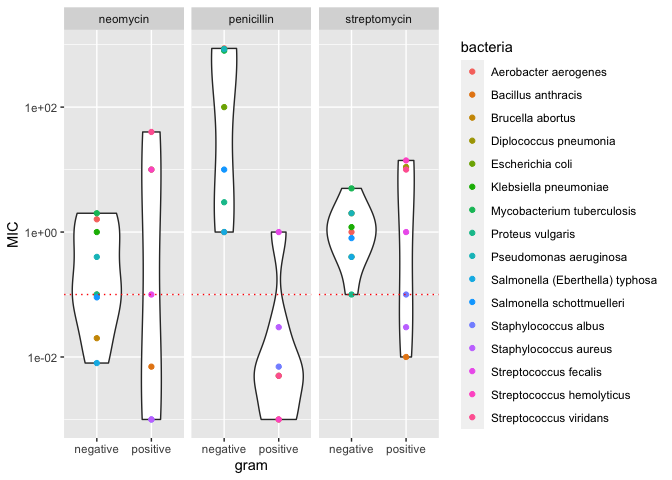 neomycin penicillin streptomycin
1e+02
1e+00
1e-02
MIC
negative positive negative positive negative positive
gram
bacteria
Aerobacter aerogenes
Bacillus anthracis
Brucella abortus
Diplococcus pneumonia
Escherichia coli
Klebsiella pneumoniae
Mycobacterium tuberculosis
Proteus vulgaris
Pseudomonas aeruginosa
Salmonella (Eberthella) typhosa
Salmonella schottmuelleri
Staphylococcus albus
Staphylococcus aureus
Streptococcus fecalis
Streptococcus hemolyticus
Streptococcus viridans